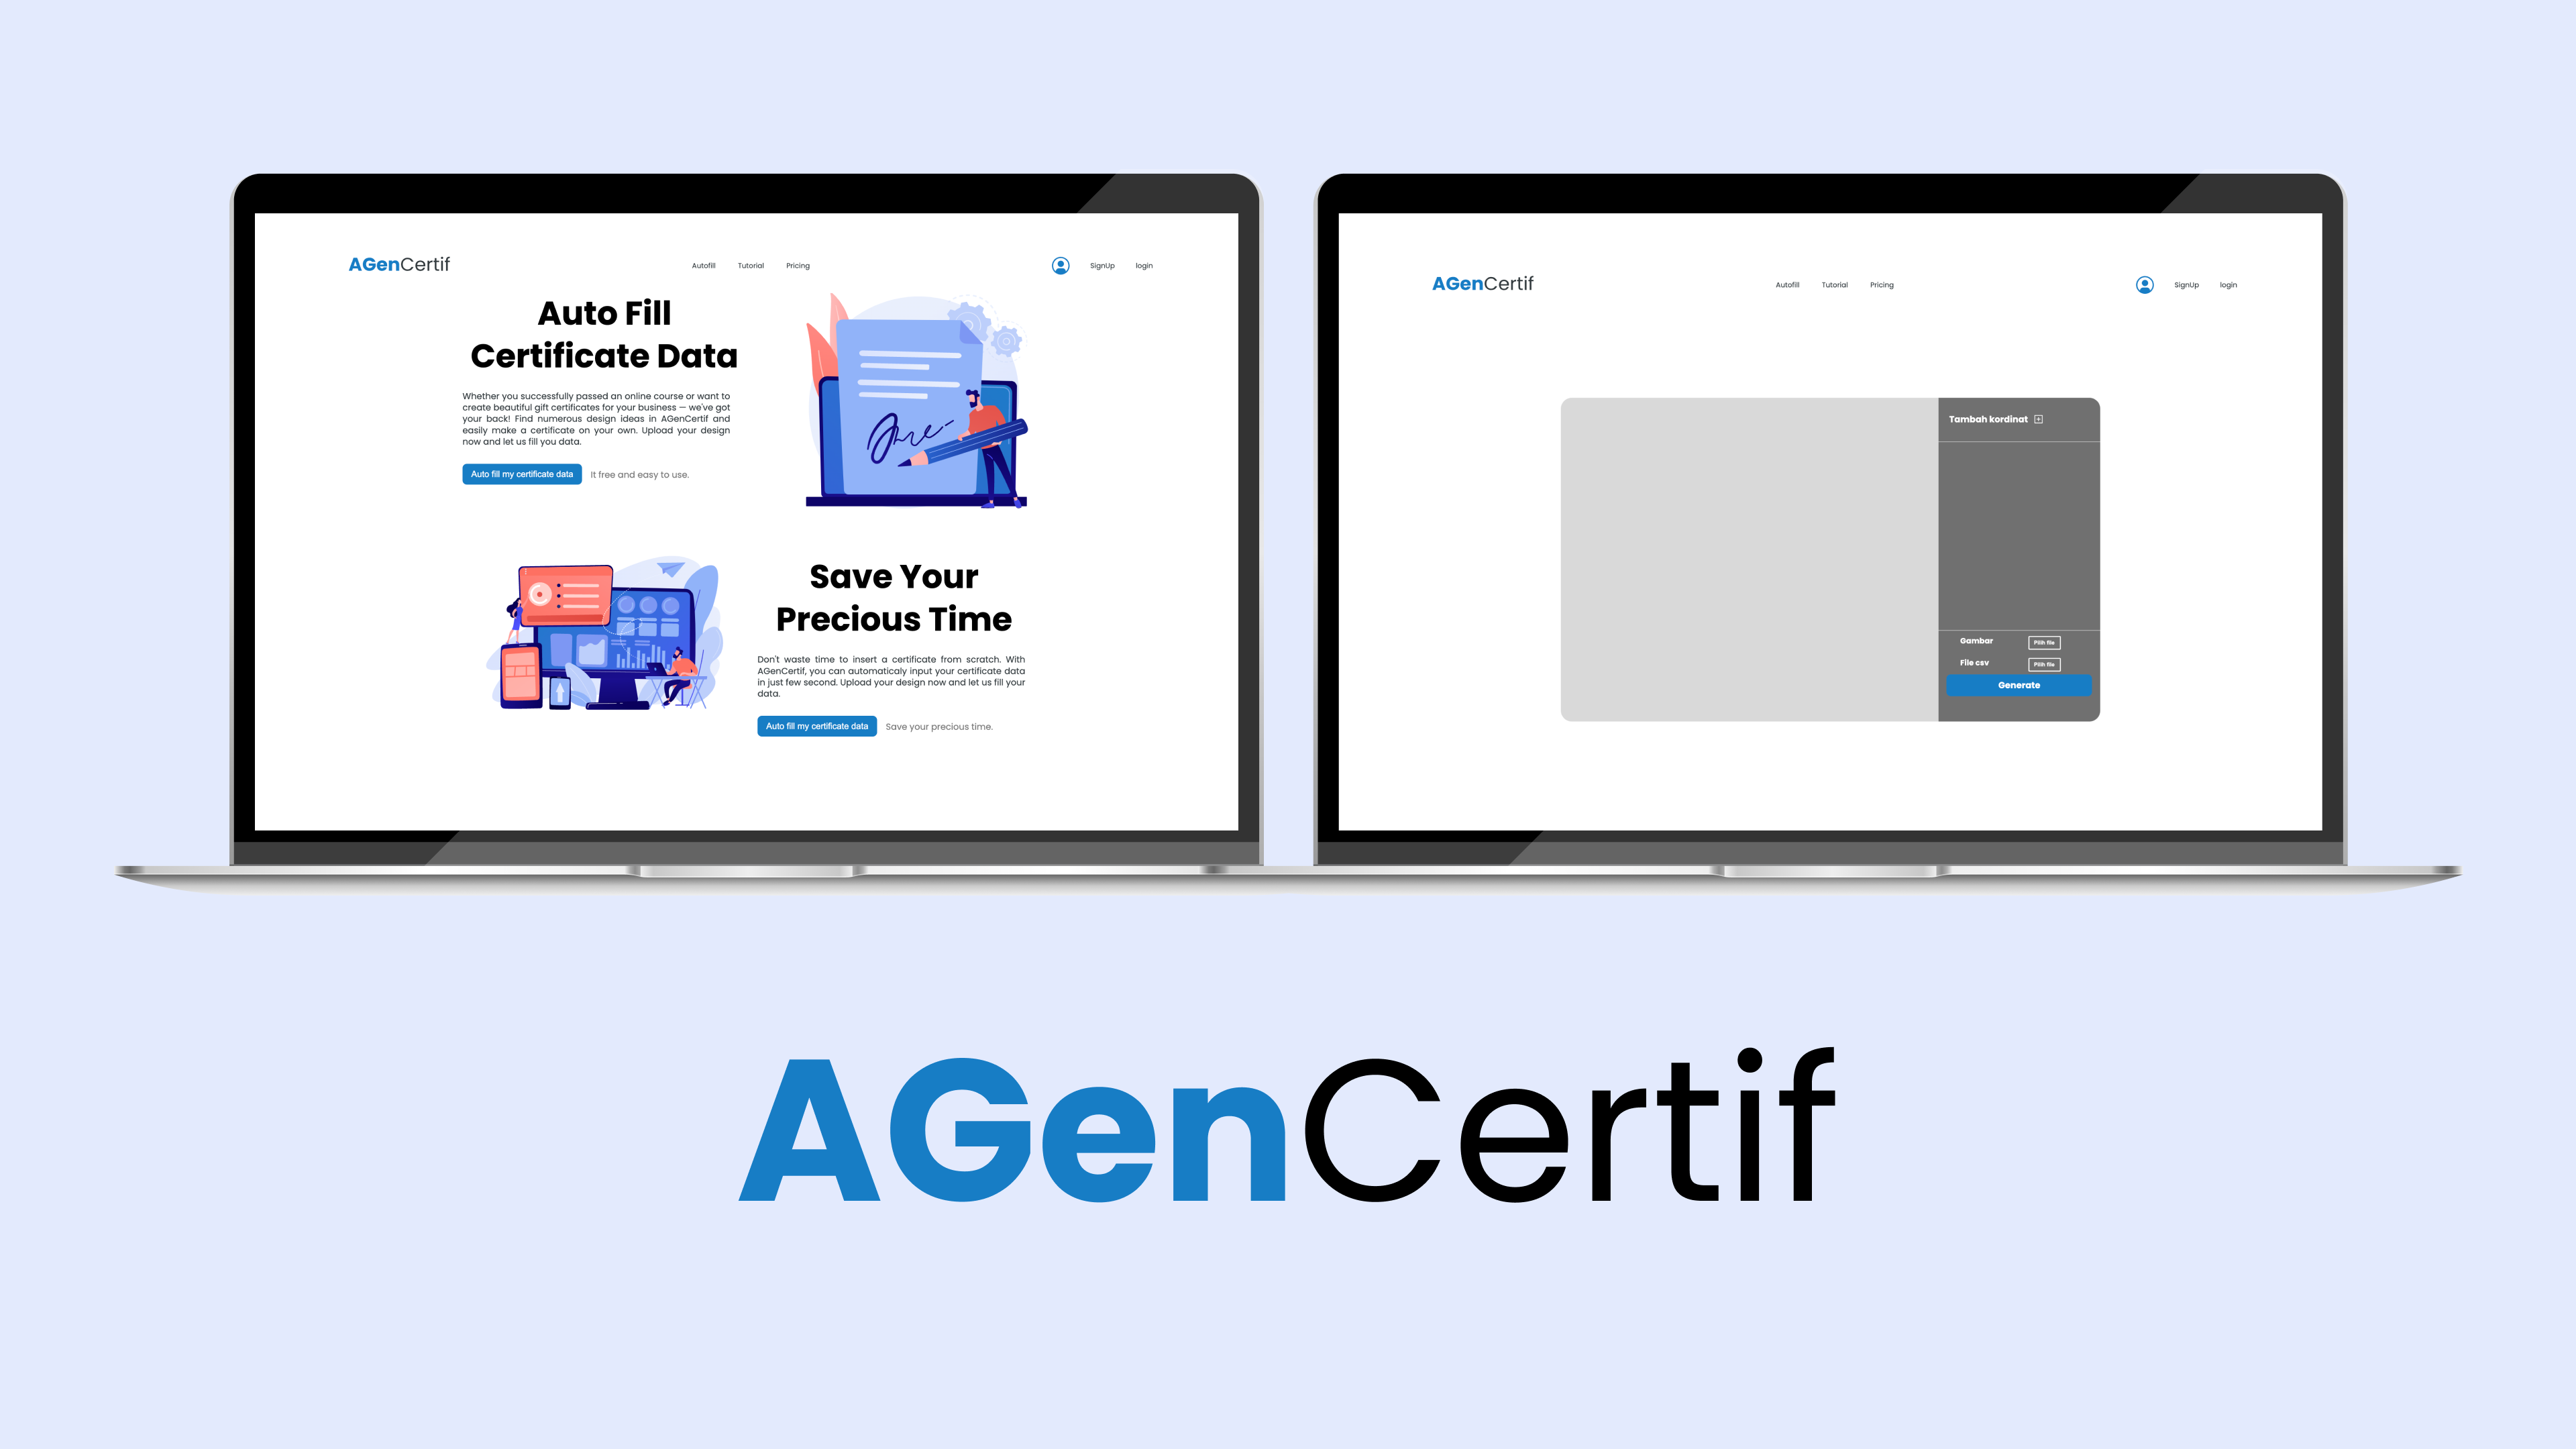 AGenCertif
Autofill Tutorial Pricing
SignUp login
Auto Fill
Certificate Data
Whether you successfully passed an online course or want to
create beautiful gift certificates for your business — we've got
your back! Find numerous design ideas in AGenCertif and
easily make a certificate on your own. Upload your design
now and let us fill you data.
Auto fill my certificate data It free and easy to use.
Save Your
Precious Time
Don't waste time to insert a certificate from scratch. With
AGenCertif, you can automaticaly input your certificate data
in just few second. Upload your design now and let us fill your
data.
Auto fill my certificate data Save your precious time.
AGenCertif
Autofill Tutorial Pricing
SignUp login
Tambah kordinat
Gambar Pilih file
File csv Pilih file
Generate
AGenCertif